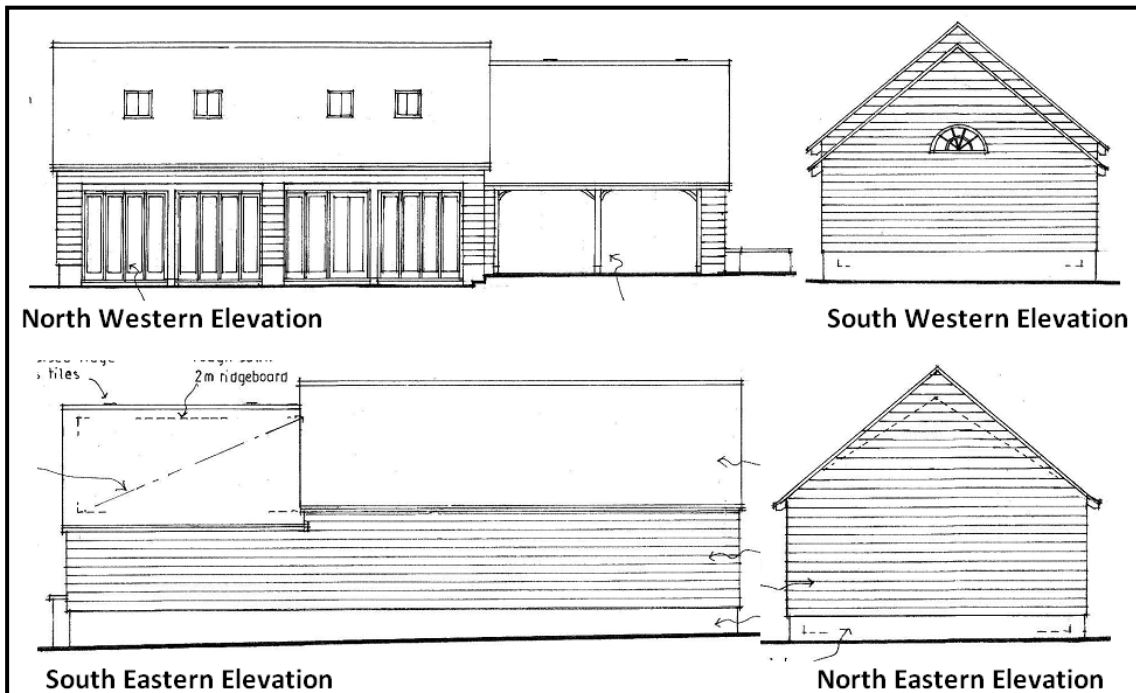 North Western Elevation
South Western Elevation
tiles
2m ridgeboard
South Eastern Elevation
North Eastern Elevation